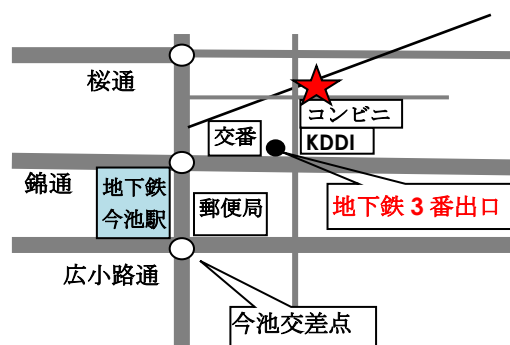 桜通
コンビニ
交番
KDDI
錦通
地下鉄
今池駅
郵便局
地下鉄3番出口
広小路通
今池交差点